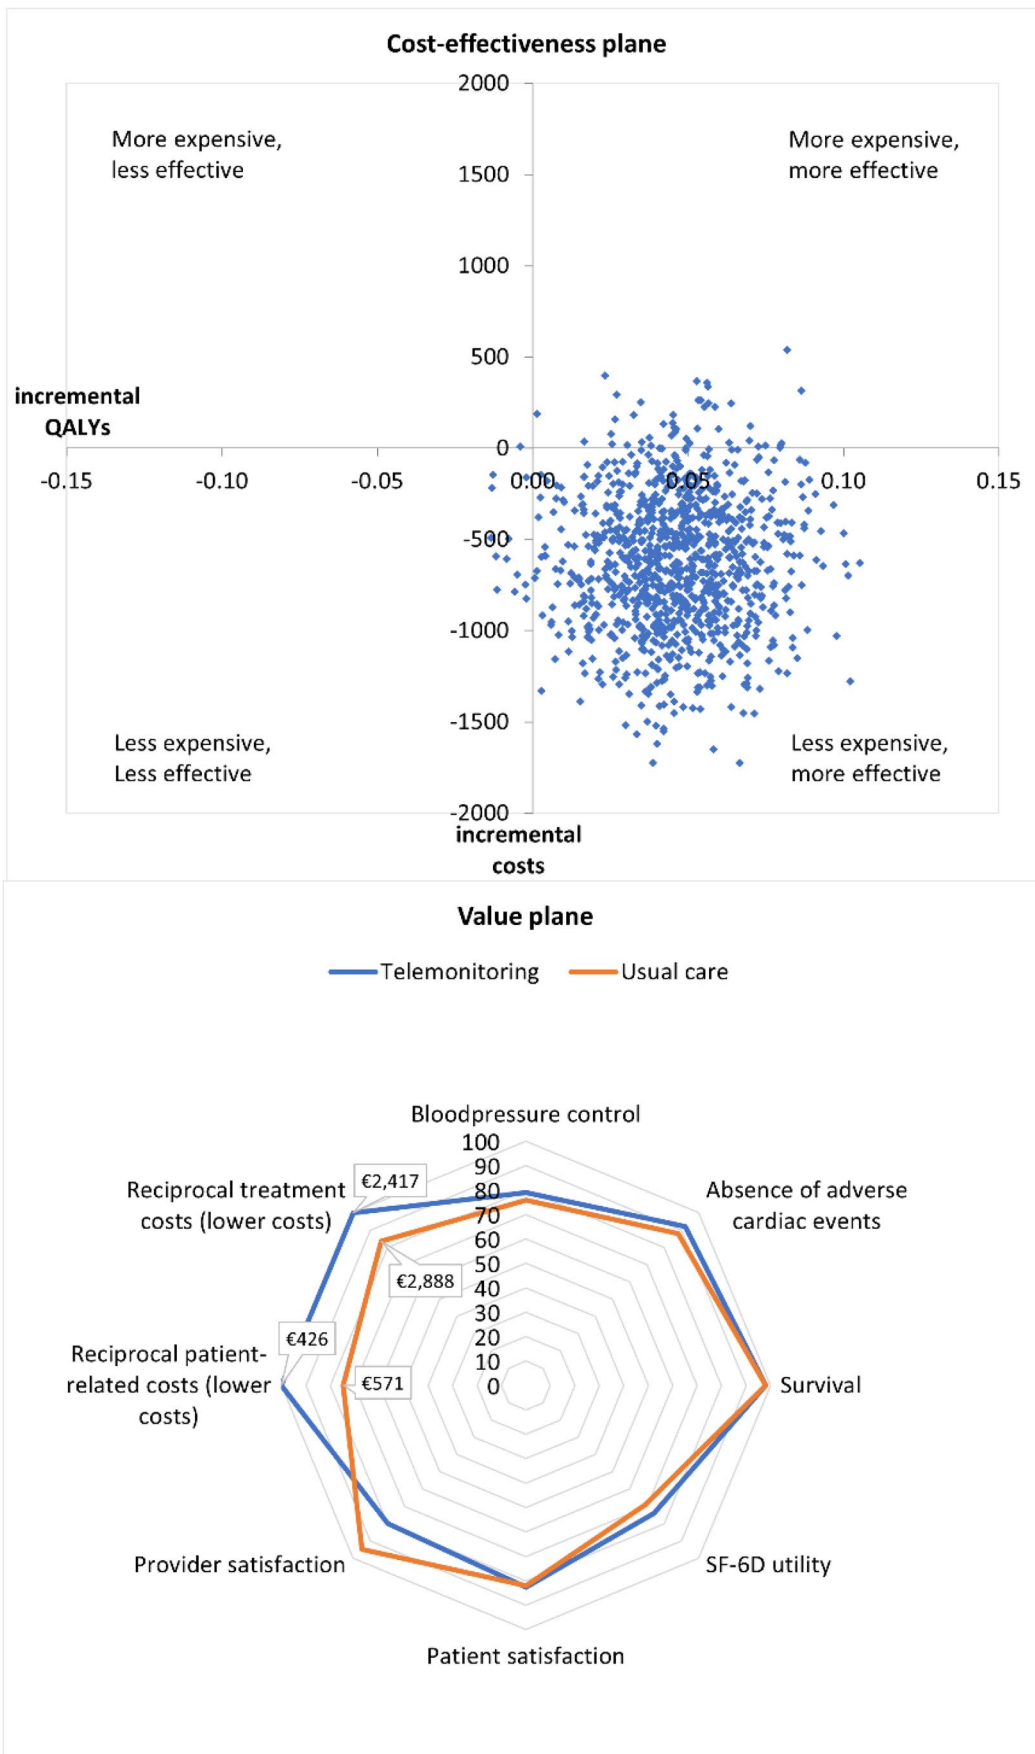 Cost-effectiveness plane
2000
More expensive,
less effective
More expensive,
more effective
1500
1000
500
incremental
QALYs
0
-0.15
-0.10
-0.05
0.00
0.05
0.10
0.15
-500
-1000
-1500
Less expensive,
Less effective
Less expensive,
more effective
-2000
incremental
costs
Value plane
Telemonitoring
Usual care
Bloodpressure control
100
90
80
70
60
50
40
30
20
10
0
€2,417
Reciprocal treatment
costs (lower costs)
Absence of adverse
cardiac events
€2,888
€426
Reciprocal patient-
related costs (lower
costs)
€571
Survival
Provider satisfaction
SF-6D utility
Patient satisfaction